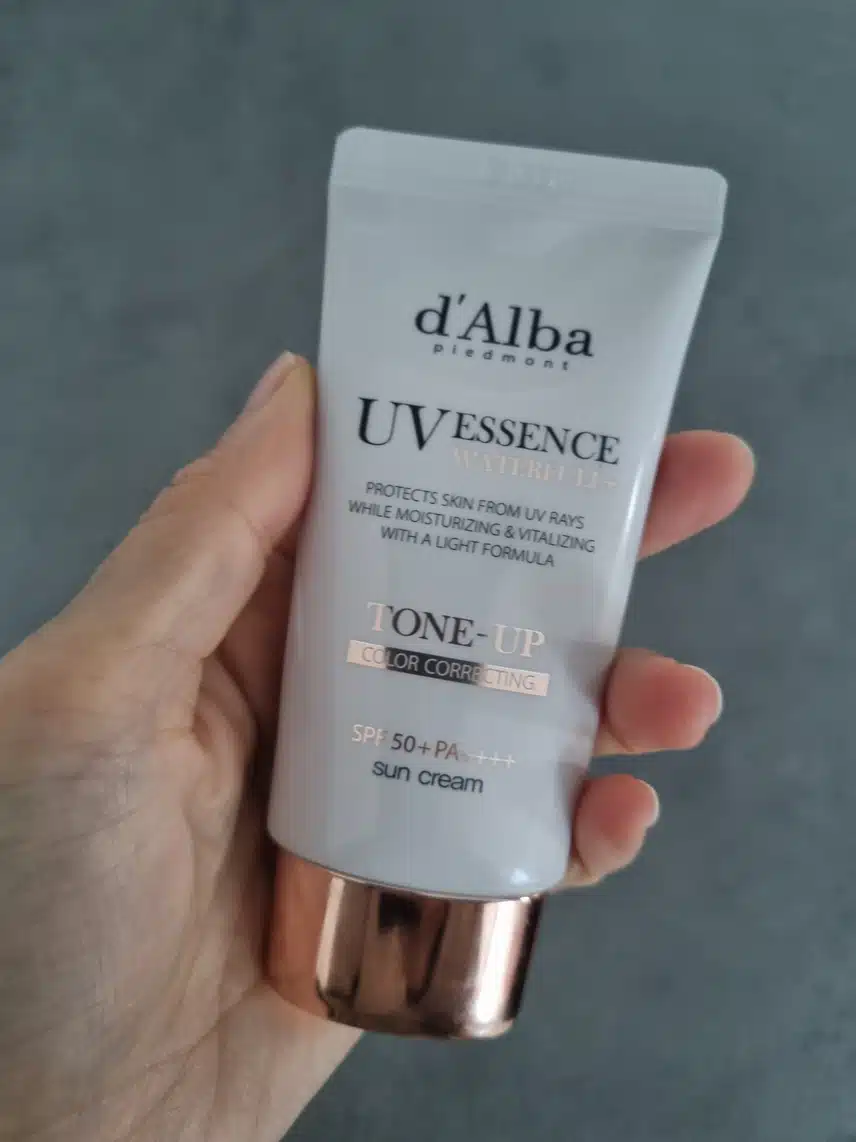 d'Alba
piedmont
UV ESSENCE
WATERFULL+
PROTECTS SKIN FROM UV RAYS
WHILE MOISTURIZING & VITALIZING
WITH A LIGHT FORMULA
TONE-UP
COLOR CORRECTING
SPF 50+PA++++
sun cream